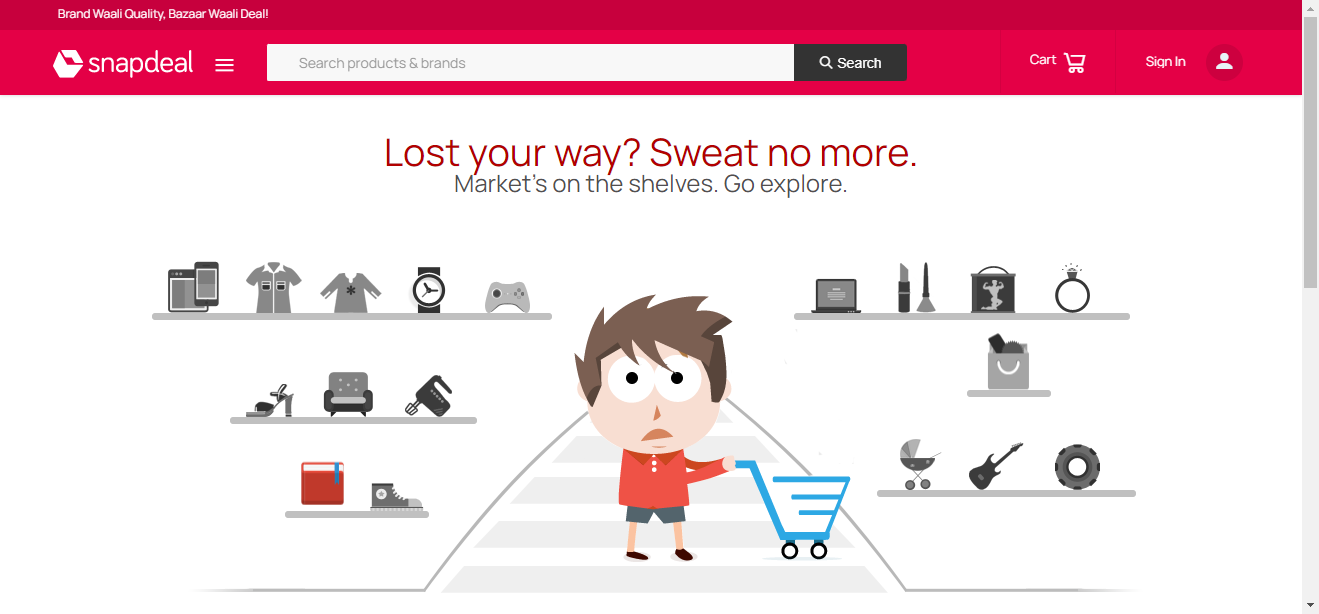 Brand Waali Quality, Bazaar Waali Deal!
snapdeal
Search products & brands
Search
Cart
Sign In
Lost your way? Sweat no more.
Market's on the shelves. Go explore.